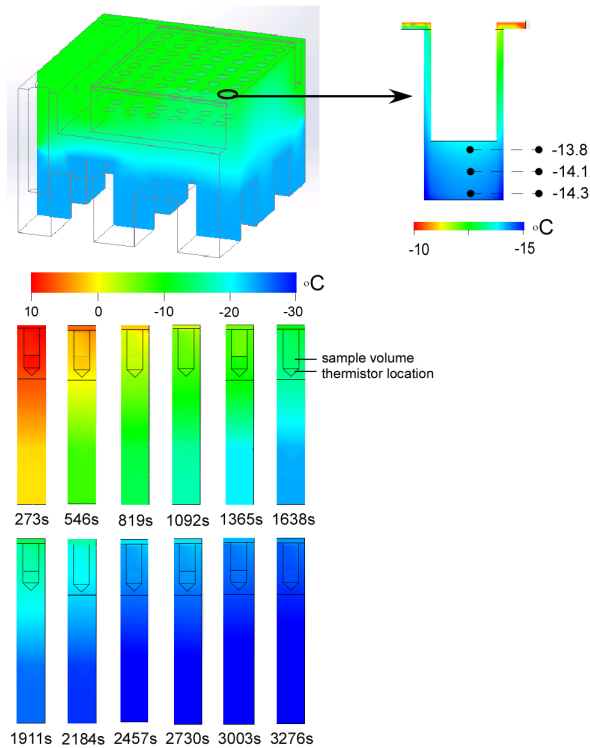 -13.8
-14.1
-14.3
°C
-10 -15
°C
10 0 -10 -20 -30
sample volume
thermistor location
273s 546s 819s 1092s 1365s 1638s
1911s 2184s 2457s 2730s 3003s 3276s